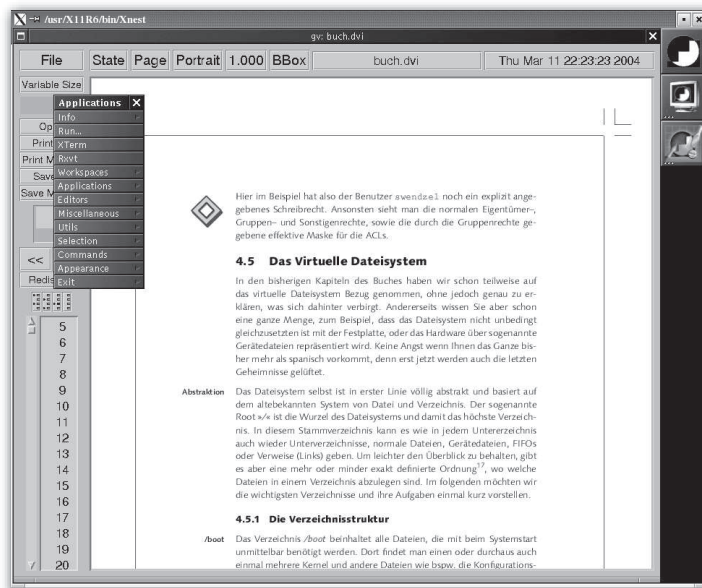 /usr/X11R6/bin/Xnest
gv: buch.dvi
File State Page Portrait 1.000 BBox buch.dvi Thu Mar 11 22:23:23 2004
Variable Size
Op
Print
Print M
Save
Save M
<<
Redis
Applications
Info
Run...
XTerm
Rxvt
Workspaces
Applications
Editors
Miscellaneous
Utils
Selection
Commands
Appearance
Exit
5
6
7
8
9
10
11
12
13
14
15
16
17
18
19
20
Hier im Beispiel hat also der Benutzer swendzel noch ein explizit ange-
gebenes Schreibrecht. Ansonsten sieht man die normalen Eigentümer-,
Gruppen- und Sonstigenrechte, sowie die durch die Gruppenrechte ge-
gebene effektive Maske für die ACLs.
4.5 Das Virtuelle Dateisystem
In den bisherigen Kapiteln des Buches haben wir schon teilweise auf
das virtuelle Dateisystem Bezug genommen, ohne jedoch genau zu er-
klären, was sich dahinter verbirgt. Andererseits wissen Sie aber schon
eine ganze Menge, zum Beispiel, dass das Dateisystem nicht unbedingt
gleichzusetzten ist mit der Festplatte, oder das Hardware über sogenannte
Gerätedateien repräsentiert wird. Keine Angst wenn Ihnen das Ganze bis-
her mehr als spanisch vorkommt, denn erst jetzt werden auch die letzten
Geheimnisse gelüftet.
Abstraktion Das Dateisystem selbst ist in erster Linie völlig abstrakt und basiert auf
dem altebekannten System von Datei und Verzeichnis. Der sogenannte
Root »/« ist die Wurzel des Dateisystems und damit das höchste Verzeich-
nis. In diesem Stammverzeichnis kann es wie in jedem Unterverzeichnis
auch wieder Unterverzeichnisse, normale Dateien, Gerätedateien, FIFOs
oder Verweise (Links) geben. Um leichter den Überblick zu behalten, gibt
es aber eine mehr oder minder exakt definierte Ordnung17, wo welche
Dateien in einem Verzeichnis abzulegen sind. Im folgenden möchten wir
die wichtigsten Verzeichnisse und ihre Aufgaben einmal kurz vorstellen.
4.5.1 Die Verzeichnisstruktur
/boot Das Verzeichnis /boot beinhaltet alle Dateien, die mit beim Systemstart
unmittelbar benötigt werden. Dort findet man einen oder durchaus auch
einmal mehrere Kernel und andere Dateien wie bspw. die Konfigurations-